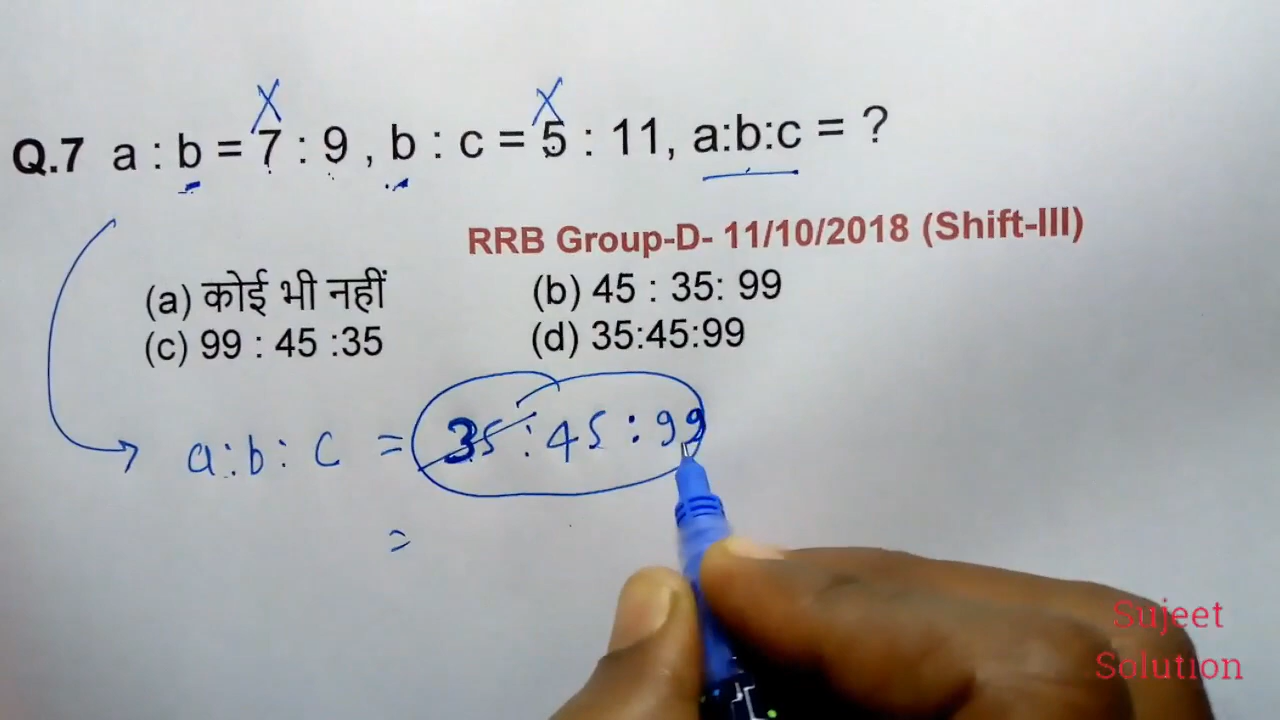 Q.7 a : b = 7 : 9 , b : c = 5 : 11, a:b:c = ?
RRB Group-D- 11/10/2018 (Shift-III)
(a) कोई भी नहीं (b) 45 : 35: 99
(c) 99 : 45 :35 (d) 35:45:99
a:b: c = 35:45:99
=
Sujeet
Solution